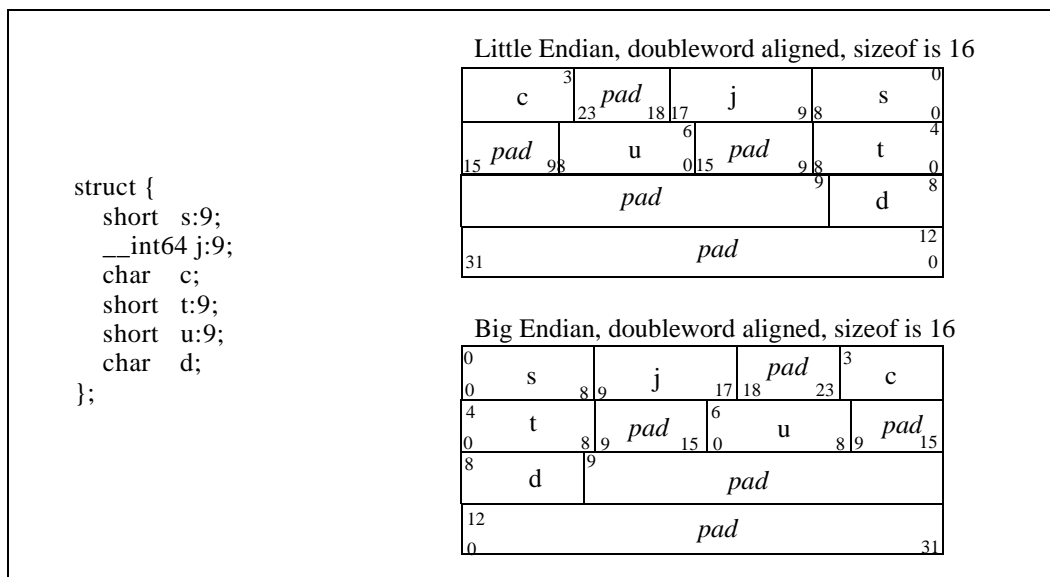 struct {
short s:9;
__int64 j:9;
char c;
short t:9;
short u:9;
char d;
};
Little Endian, doubleword aligned, sizeof is 16
3 0
c pad j s
23 18 17 9 8 0
6 4
pad u pad t
15 9 8 0 15 9 8 0
9 8
pad d
12
pad
31 0
Big Endian, doubleword aligned, sizeof is 16
0 3
s j pad c
0 8 9 17 18 23
4 6
t pad u pad
0 8 9 15 0 8 9 15
8 9
d pad
12
pad
0 31